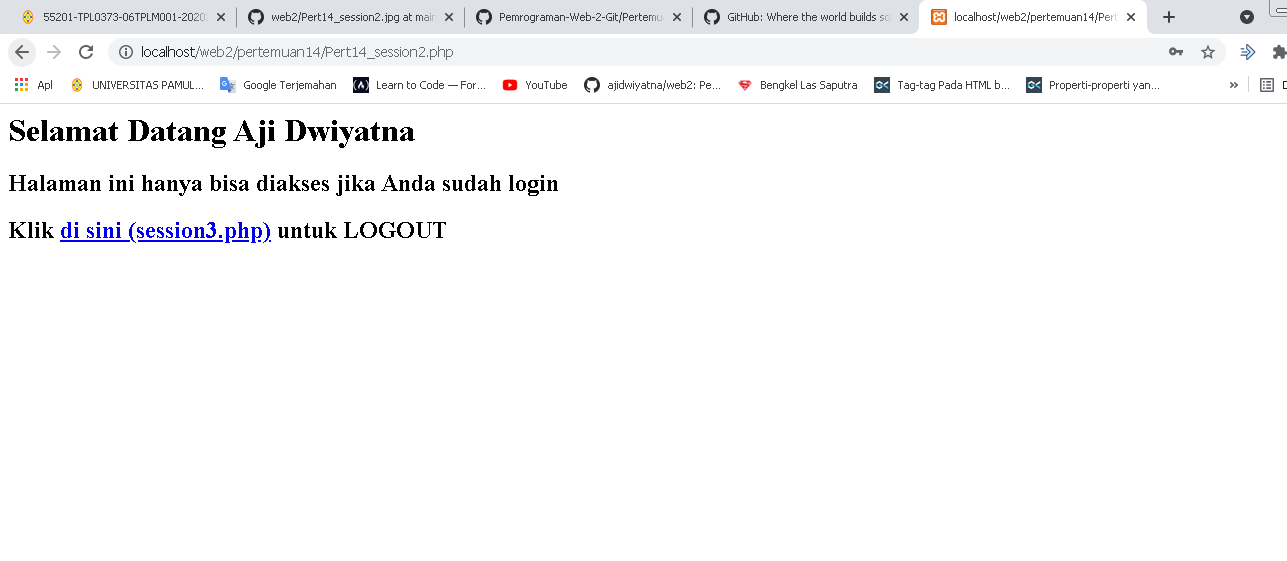 55201-TPL0373-06TPLM001-2020
web2/Pert14_session2.jpg at main
Pemrograman-Web-2-Git/Pertemu
GitHub: Where the world builds so
localhost/web2/pertemuan14/Pert
localhost/web2/pertemuan14/Pert14_session2.php
Apl
UNIVERSITAS PAMUL...
Google Terjemahan
Learn to Code — For...
YouTube
ajidwiyatna/web2: Pe...
Bengkel Las Saputra
Tag-tag Pada HTML b...
Properti-properti yan...
Selamat Datang Aji Dwiyatna
Halaman ini hanya bisa diakses jika Anda sudah login
Klik di sini (session3.php) untuk LOGOUT